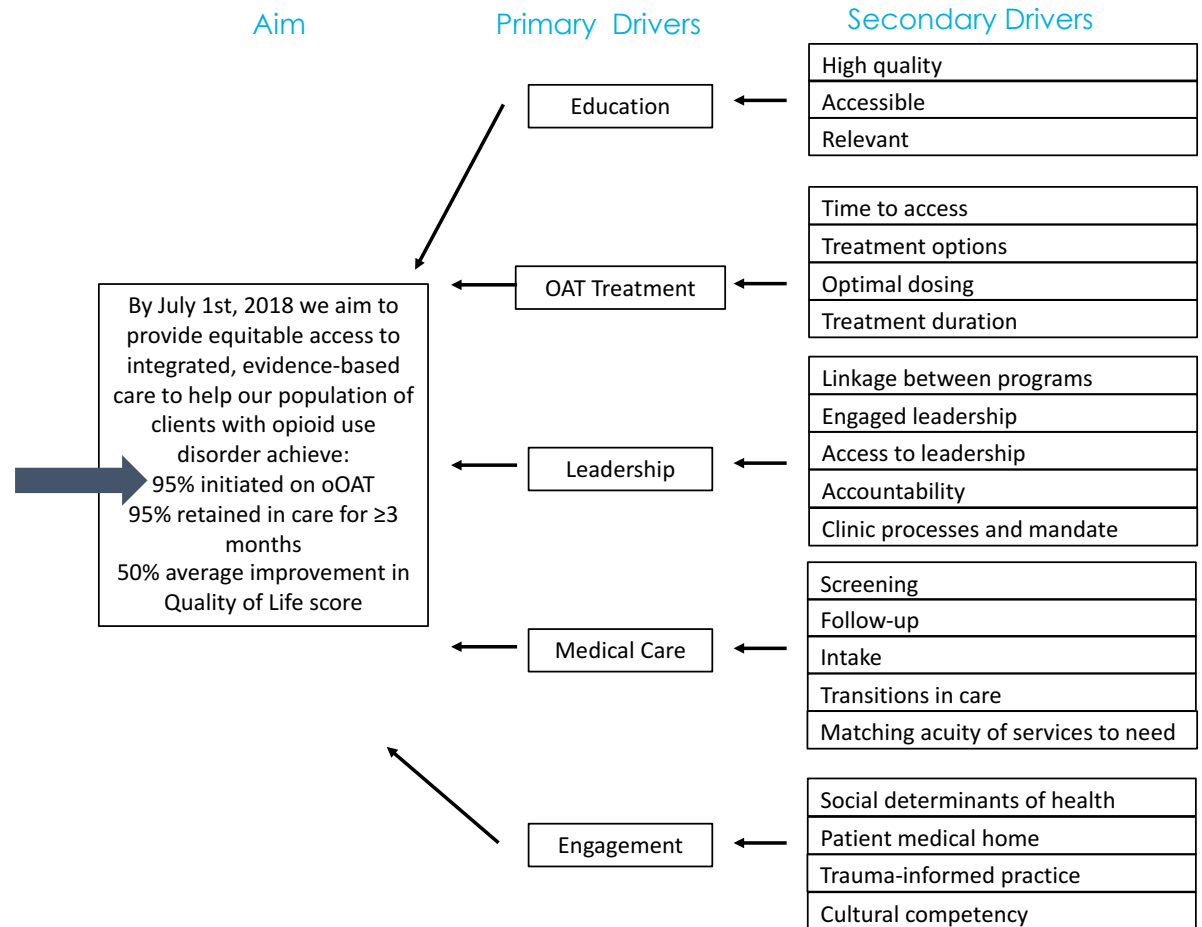 Aim
Primary Drivers
Secondary Drivers
Education
High quality
Accessible
Relevant
OAT Treatment
Time to access
Treatment options
Optimal dosing
Treatment duration
By July 1st, 2018 we aim to
provide equitable access to
integrated, evidence-based
care to help our population of
clients with opioid use
disorder achieve:
95% initiated on oOAT
95% retained in care for ≥3
months
50% average improvement in
Quality of Life score
Leadership
Linkage between programs
Engaged leadership
Access to leadership
Accountability
Clinic processes and mandate
Medical Care
Screening
Follow-up
Intake
Transitions in care
Matching acuity of services to need
Engagement
Social determinants of health
Patient medical home
Trauma-informed practice
Cultural competency